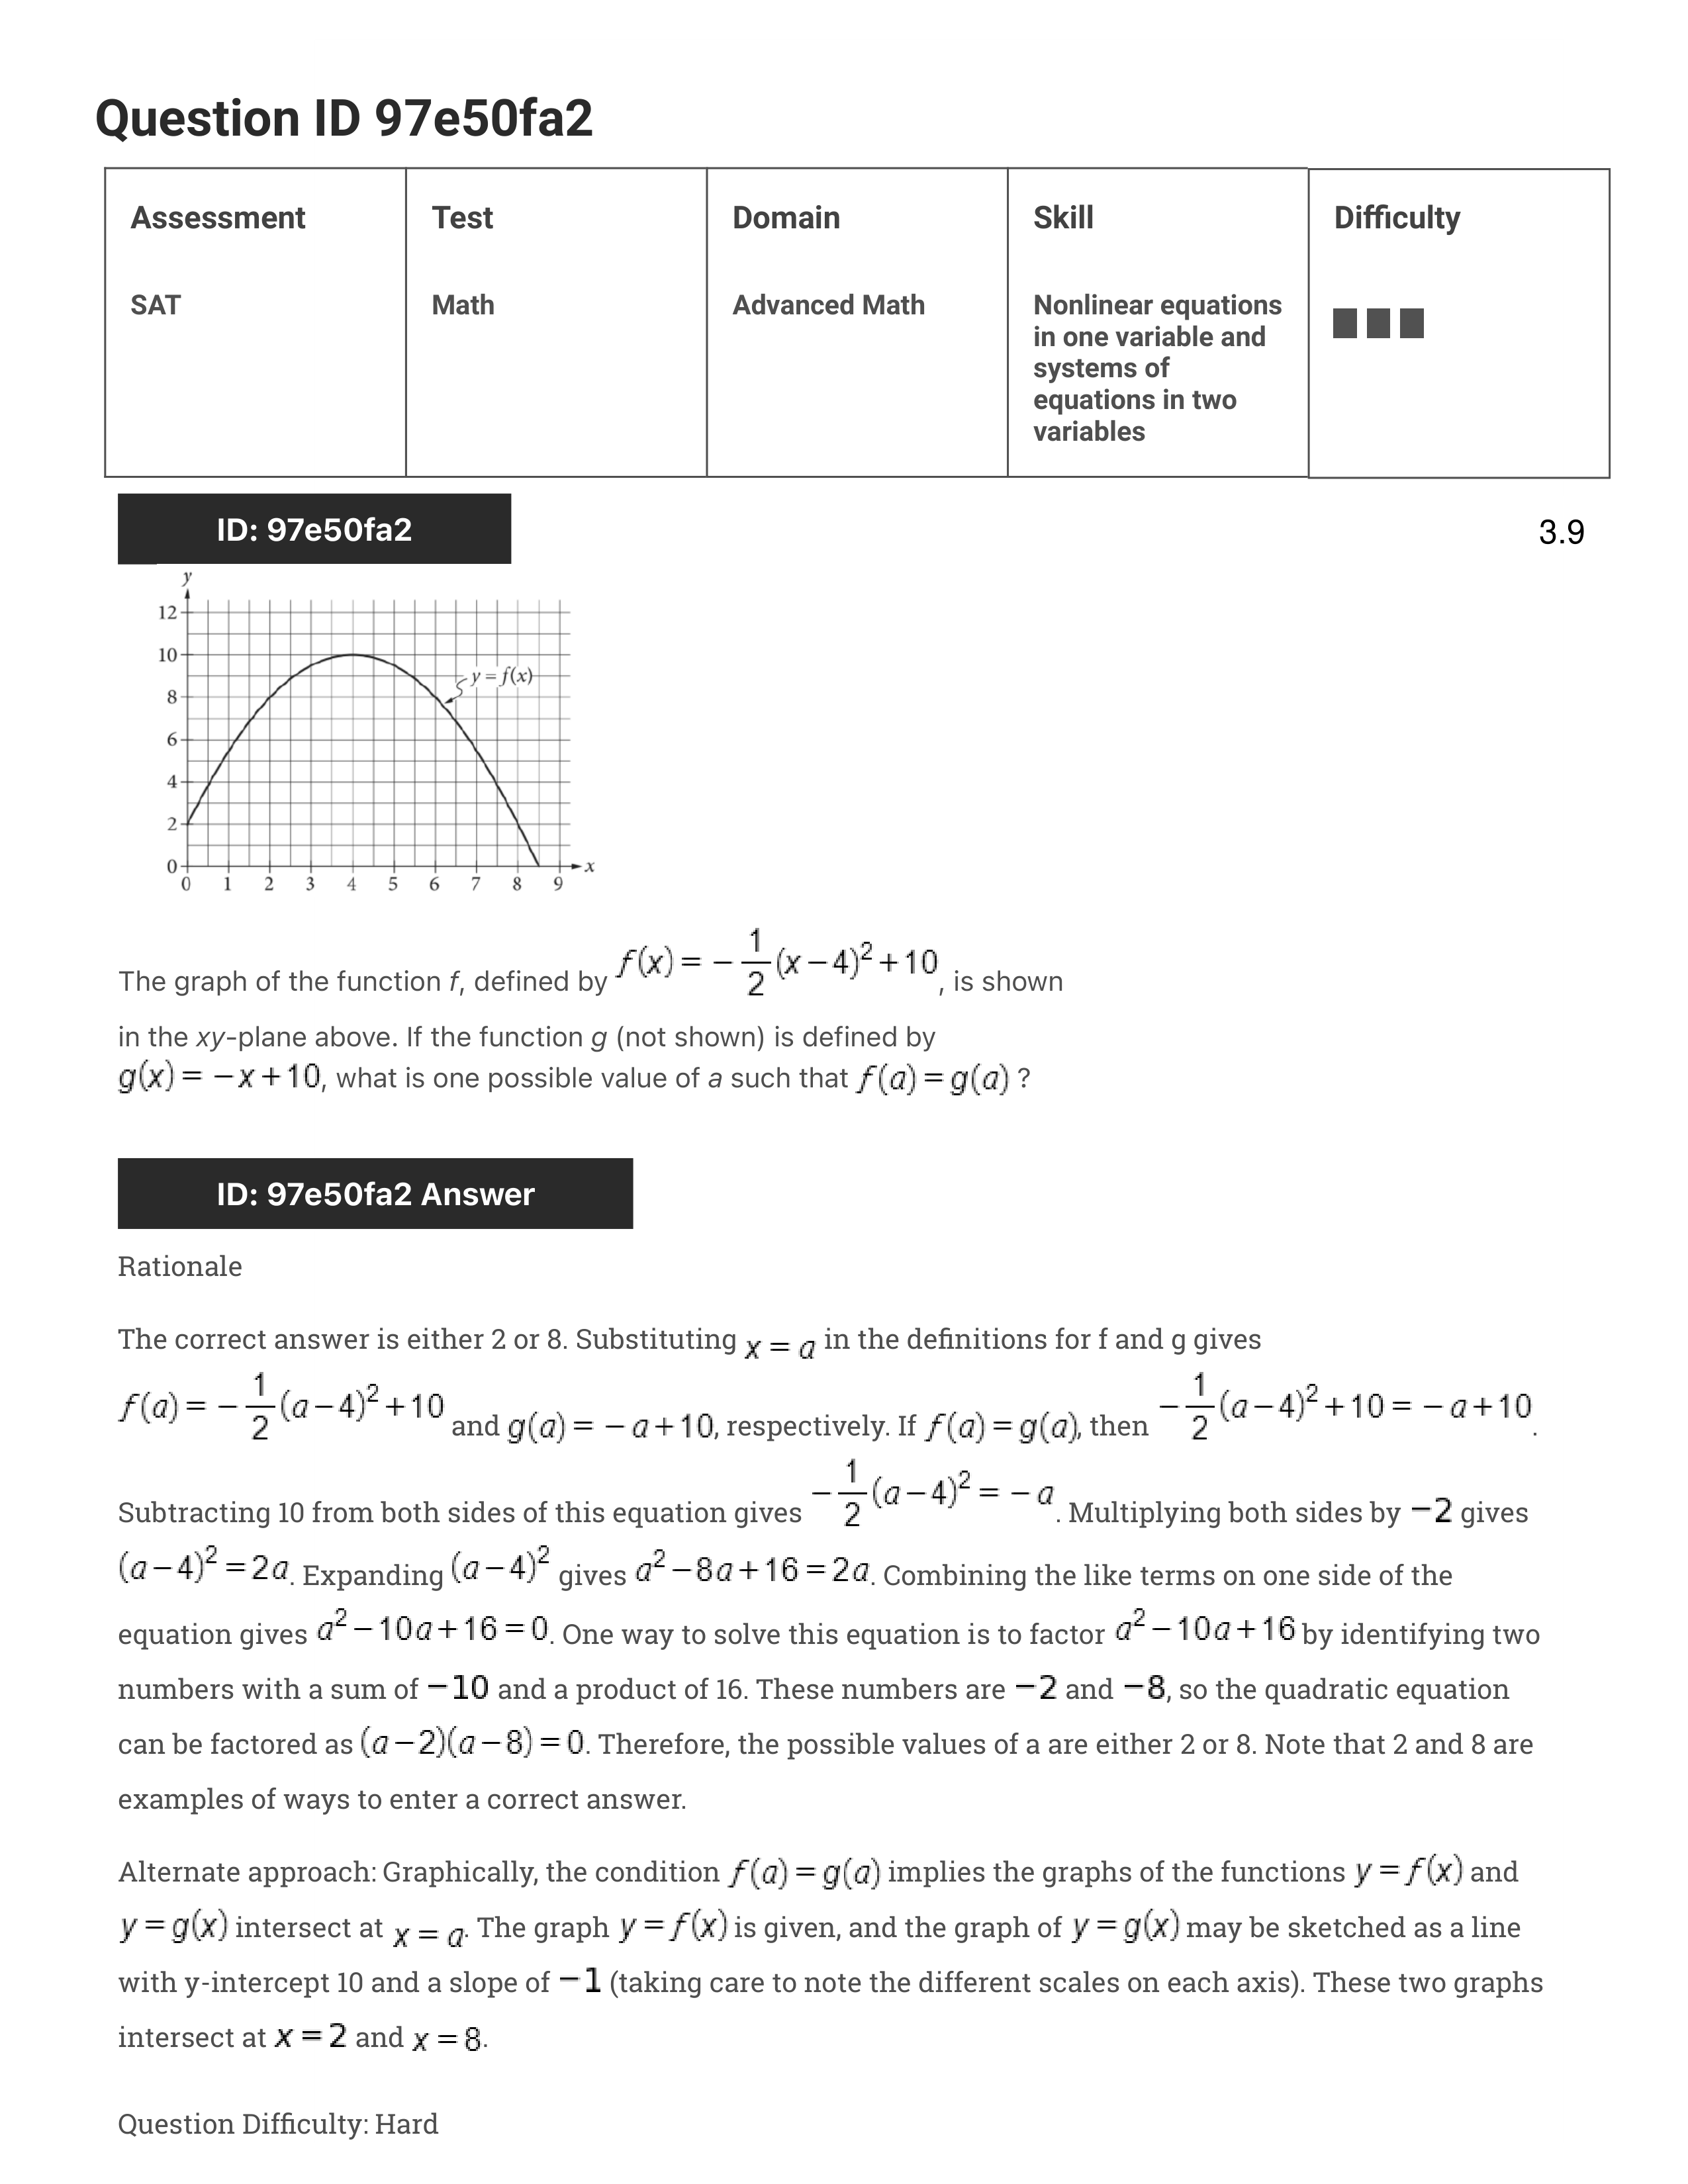 Question ID 97e50fa2
Assessment Test Domain Skill Difficulty
SAT Math Advanced Math Nonlinear equations
in one variable and
systems of
equations in two
variables
ID: 97e50fa2 3.9
y
12
10
y = f(x)
8
6
4
2
0
x
0 1 2 3 4 5 6 7 8 9
The graph of the function f, defined by f(x) = −1/2(x−4)²+10, is shown
in the xy-plane above. If the function g (not shown) is defined by
g(x) = −x+10, what is one possible value of a such that f(a) = g(a) ?
ID: 97e50fa2 Answer
Rationale
The correct answer is either 2 or 8. Substituting x = a in the definitions for f and g gives
f(a) = −1/2(a−4)²+10 and g(a) = −a+10, respectively. If f(a) = g(a), then −1/2(a−4)²+10 = −a+10.
Subtracting 10 from both sides of this equation gives −1/2(a−4)² = −a. Multiplying both sides by −2 gives
(a−4)² = 2a. Expanding (a−4)² gives a²−8a+16 = 2a. Combining the like terms on one side of the
equation gives a²−10a+16 = 0. One way to solve this equation is to factor a²−10a+16 by identifying two
numbers with a sum of −10 and a product of 16. These numbers are −2 and −8, so the quadratic equation
can be factored as (a−2)(a−8) = 0. Therefore, the possible values of a are either 2 or 8. Note that 2 and 8 are
examples of ways to enter a correct answer.
Alternate approach: Graphically, the condition f(a) = g(a) implies the graphs of the functions y = f(x) and
y = g(x) intersect at x = a. The graph y = f(x) is given, and the graph of y = g(x) may be sketched as a line
with y-intercept 10 and a slope of −1 (taking care to note the different scales on each axis). These two graphs
intersect at x = 2 and x = 8.
Question Difficulty: Hard